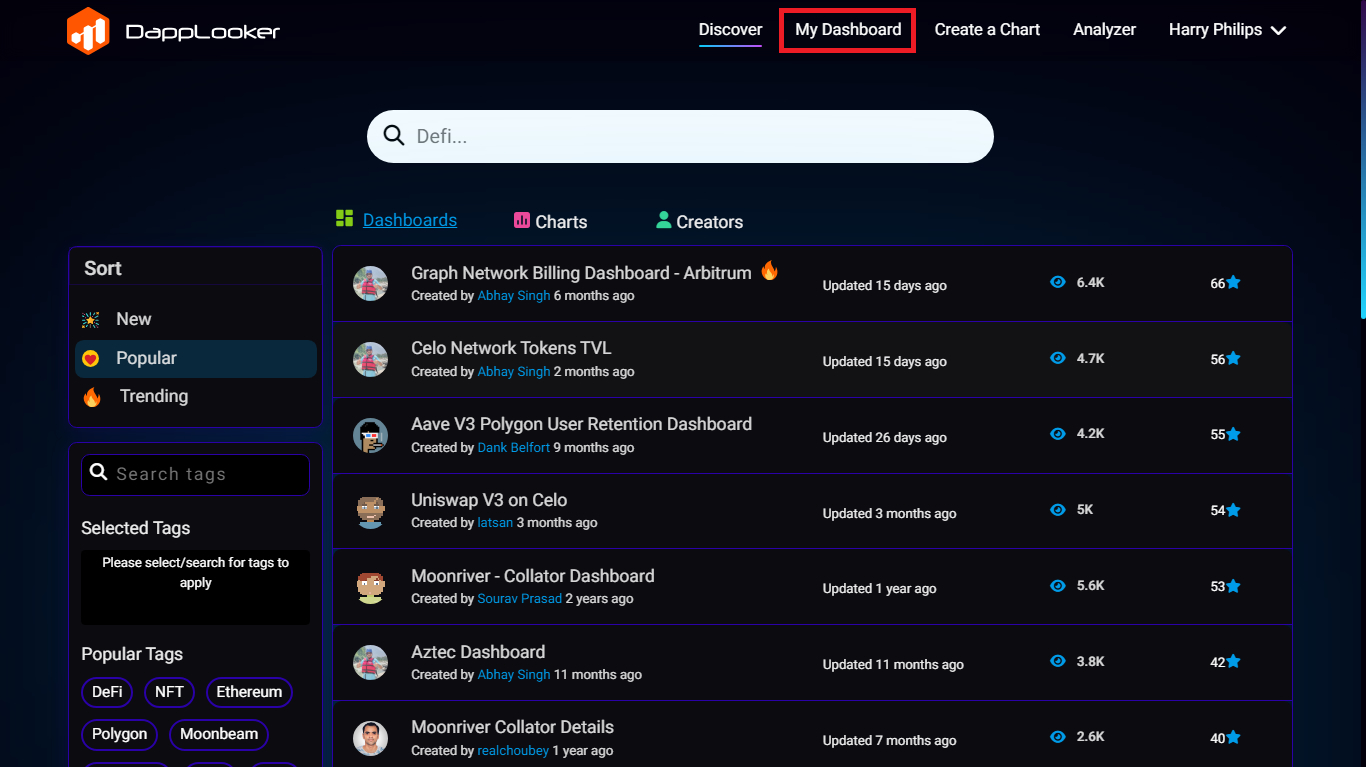 DappLooker
Discover
My Dashboard
Create a Chart
Analyzer
Harry Philips
Defi...
Dashboards
Charts
Creators
Sort
New
Popular
Trending
Search tags
Selected Tags
Please select/search for tags to
apply
Popular Tags
DeFi
NFT
Ethereum
Polygon
Moonbeam
Graph Network Billing Dashboard - Arbitrum
Created by Abhay Singh 6 months ago
Updated 15 days ago
6.4K
66
Celo Network Tokens TVL
Created by Abhay Singh 2 months ago
Updated 15 days ago
4.7K
56
Aave V3 Polygon User Retention Dashboard
Created by Dank Belfort 9 months ago
Updated 26 days ago
4.2K
55
Uniswap V3 on Celo
Created by latsan 3 months ago
Updated 3 months ago
5K
54
Moonriver - Collator Dashboard
Created by Sourav Prasad 2 years ago
Updated 1 year ago
5.6K
53
Aztec Dashboard
Created by Abhay Singh 11 months ago
Updated 11 months ago
3.8K
42
Moonriver Collator Details
Created by realchoubey 1 year ago
Updated 7 months ago
2.6K
40